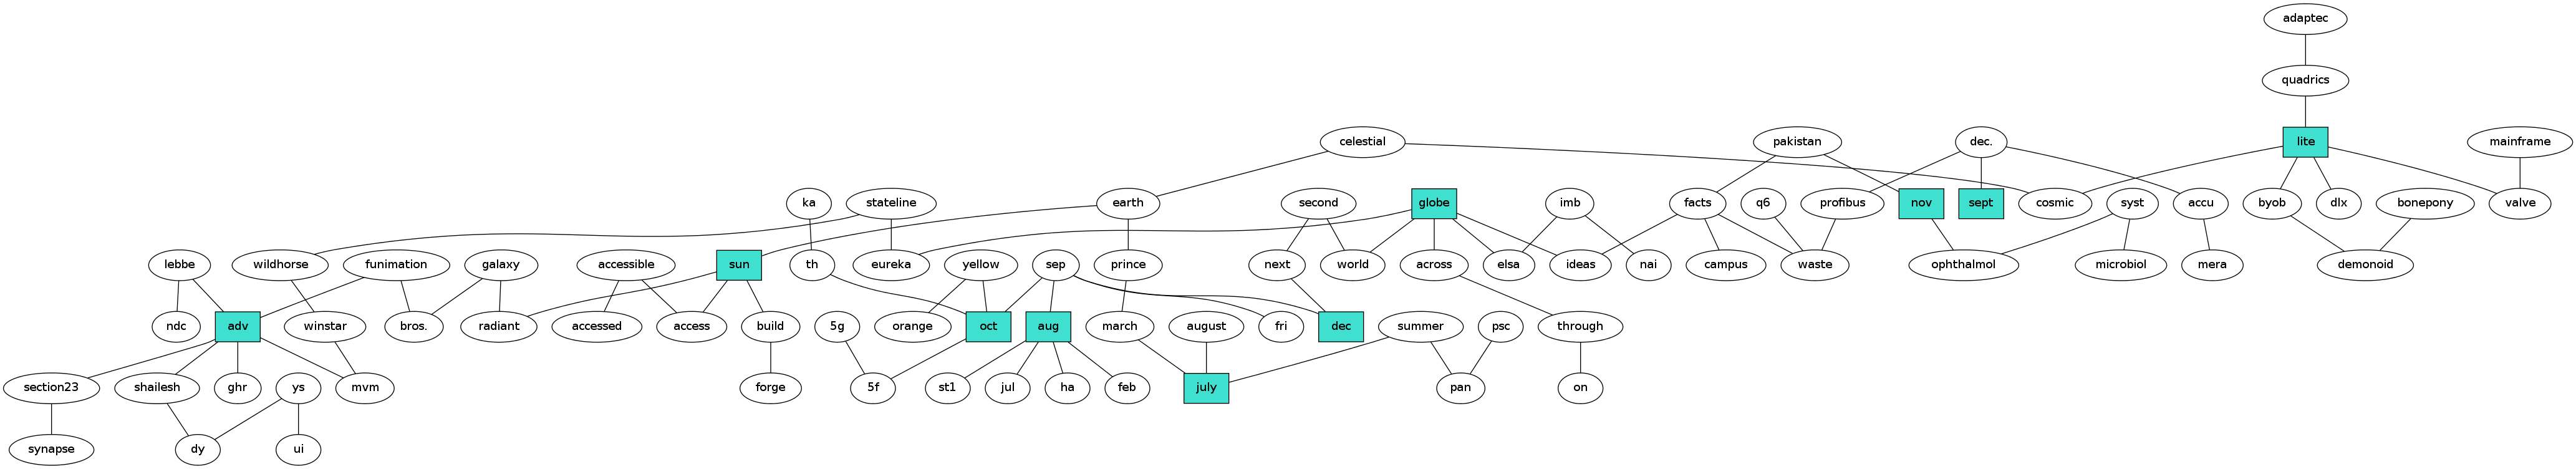 adaptec
quadrics
celestial
pakistan
dec.
lite
mainframe
ka
stateline
earth
second
globe
imb
facts
q6
profibus
nov
sept
cosmic
syst
accu
byob
dlx
bonepony
valve
lebbe
wildhorse
funimation
galaxy
accessible
sun
th
eureka
yellow
sep
prince
next
world
across
elsa
ideas
nai
campus
waste
ophthalmol
microbiol
mera
demonoid
ndc
adv
winstar
bros.
radiant
accessed
access
build
5g
orange
oct
aug
march
august
fri
dec
summer
psc
through
section23
shailesh
ghr
ys
mvm
forge
5f
st1
jul
ha
feb
july
pan
on
synapse
dy
ui